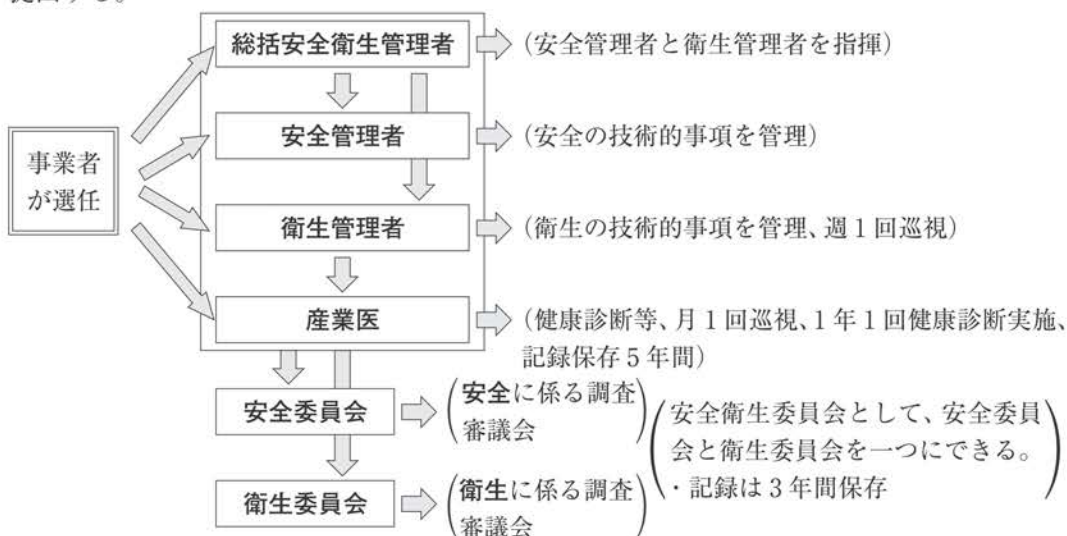 提出する。
総括安全衛生管理者
(安全管理者と衛生管理者を指揮)
事業者
が選任
安全管理者
(安全の技術的事項を管理)
衛生管理者
(衛生の技術的事項を管理、週1回巡視)
産業医
(健康診断等、月1回巡視、1年1回健康診断実施、
記録保存5年間)
安全委員会
(安全に係る調査
審議会)
(安全衛生委員会として、安全委員
会と衛生委員会を一つにできる。
・記録は3年間保存)
衛生委員会
(衛生に係る調査
審議会)